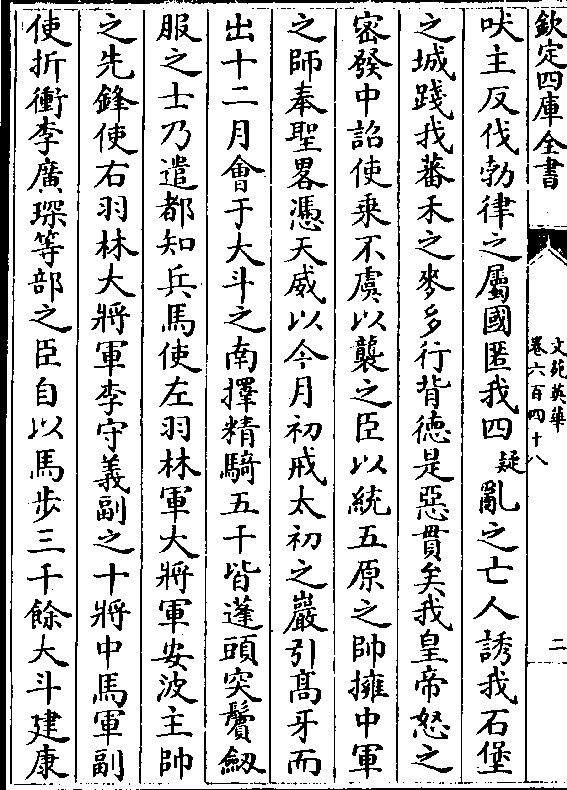 欽定四庫全書
文苑英華
卷六百四十八
二
吠主反伐勃律之屬國匿我四疑亂之亡人誘我石堡
之城踐我蕃禾之麥多行背德是惡貫矣我皇帝怒之
密發中詔使乘不虞以襲之臣以統五原之帥擁中軍
之師奉聖畧憑天威以今月初戒太初之嚴引髙牙而
出十二月會于大斗之南擇精騎五千皆蓬頭突鬢劔
服之士乃遣都知兵馬使左羽林軍大將軍安波主帥
之先鋒使右羽林大將軍李守義副之十將中馬軍副
使折衝李廣琛等部之臣自以馬步三千餘大斗建康